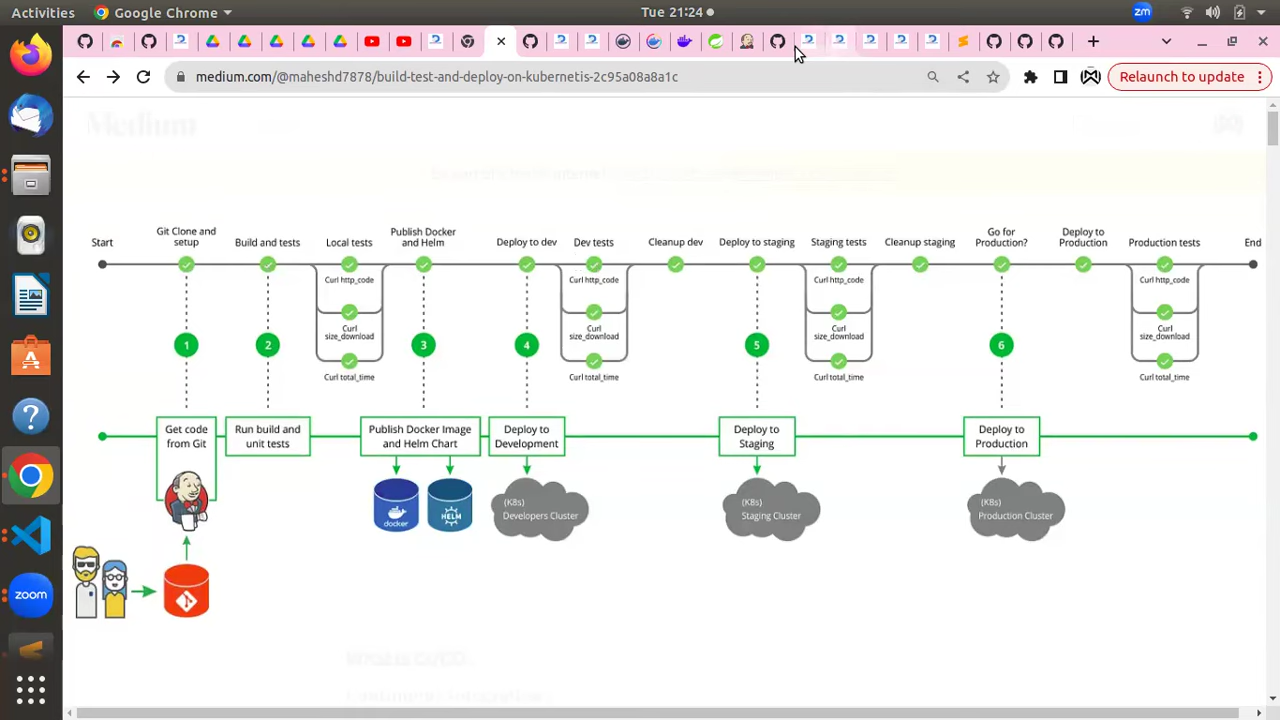 Activities
Google Chrome
Tue 21:24
zm
medium.com/@maheshd7878/build-test-and-deploy-on-kubernetis-2c95a08a8a1c
Relaunch to update
Medium
Start
Git Clone and
setup
Build and tests
Local tests
Publish Docker
and Helm
Deploy to dev
Dev tests
Cleanup dev
Deploy to staging
Staging tests
Cleanup staging
Go for
Production?
Deploy to
Production
Production tests
End
Curl http_code
Curl http_code
Curl http_code
Curl http_code
Curl
size_download
Curl
size_download
Curl
size_download
Curl
size_download
1
2
3
4
5
6
Curl total_time
Curl total_time
Curl total_time
Curl total_time
Get code
from Git
Run build and
unit tests
Publish Docker Image
and Helm Chart
Deploy to
Development
Deploy to
Staging
Deploy to
Production
docker
HELM
(K8s)
Developers Cluster
(K8s)
Staging Cluster
(K8s)
Production Cluster
zoom